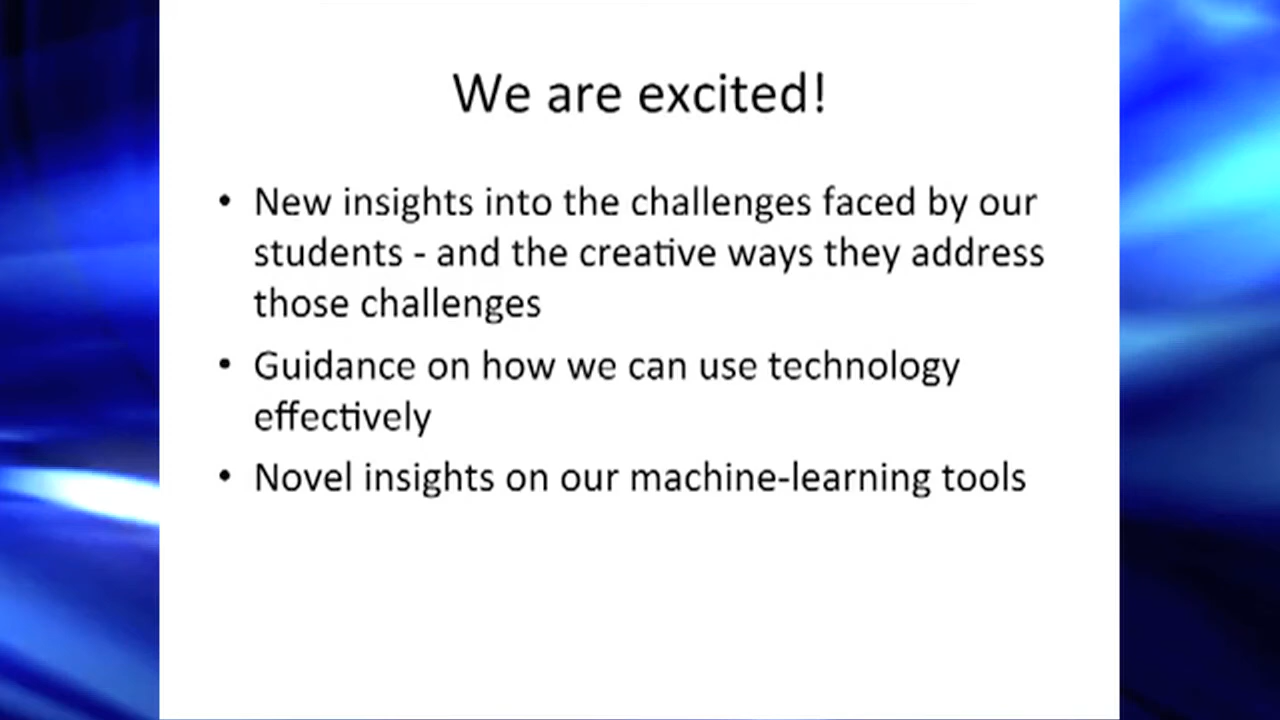 We are excited!
• New insights into the challenges faced by our
students - and the creative ways they address
those challenges
• Guidance on how we can use technology
effectively
• Novel insights on our machine-learning tools